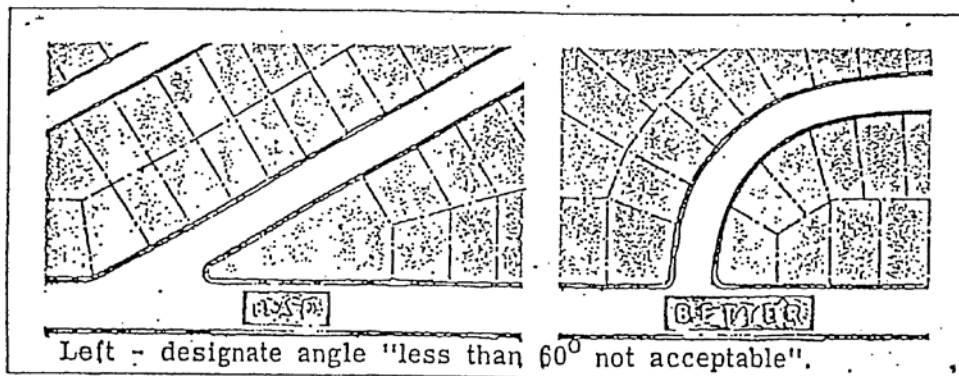 BETTER
Left - designate angle "less than 60° not acceptable".